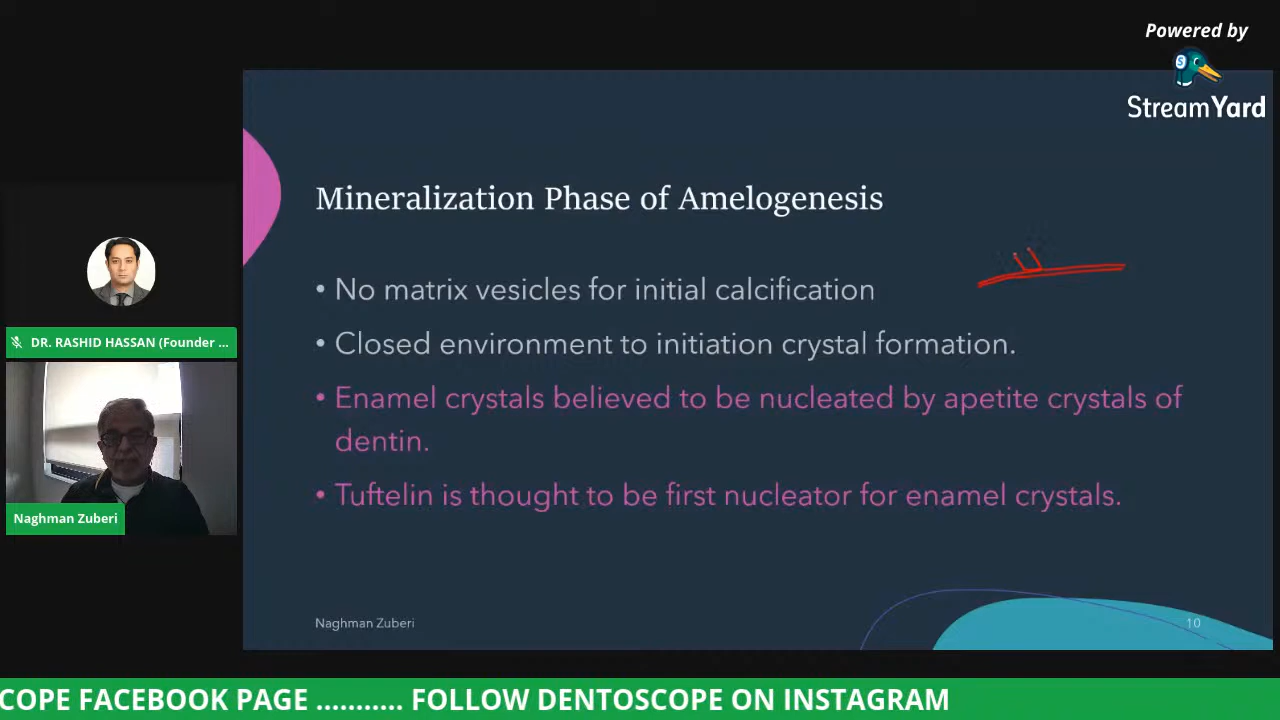 Powered by
StreamYard
Mineralization Phase of Amelogenesis
• No matrix vesicles for initial calcification
• Closed environment to initiation crystal formation.
• Enamel crystals believed to be nucleated by apetite crystals of
dentin.
• Tuftelin is thought to be first nucleator for enamel crystals.
DR. RASHID HASSAN (Founder ...
Naghman Zuberi
Naghman Zuberi
10
COPE FACEBOOK PAGE ........... FOLLOW DENTOSCOPE ON INSTAGRAM